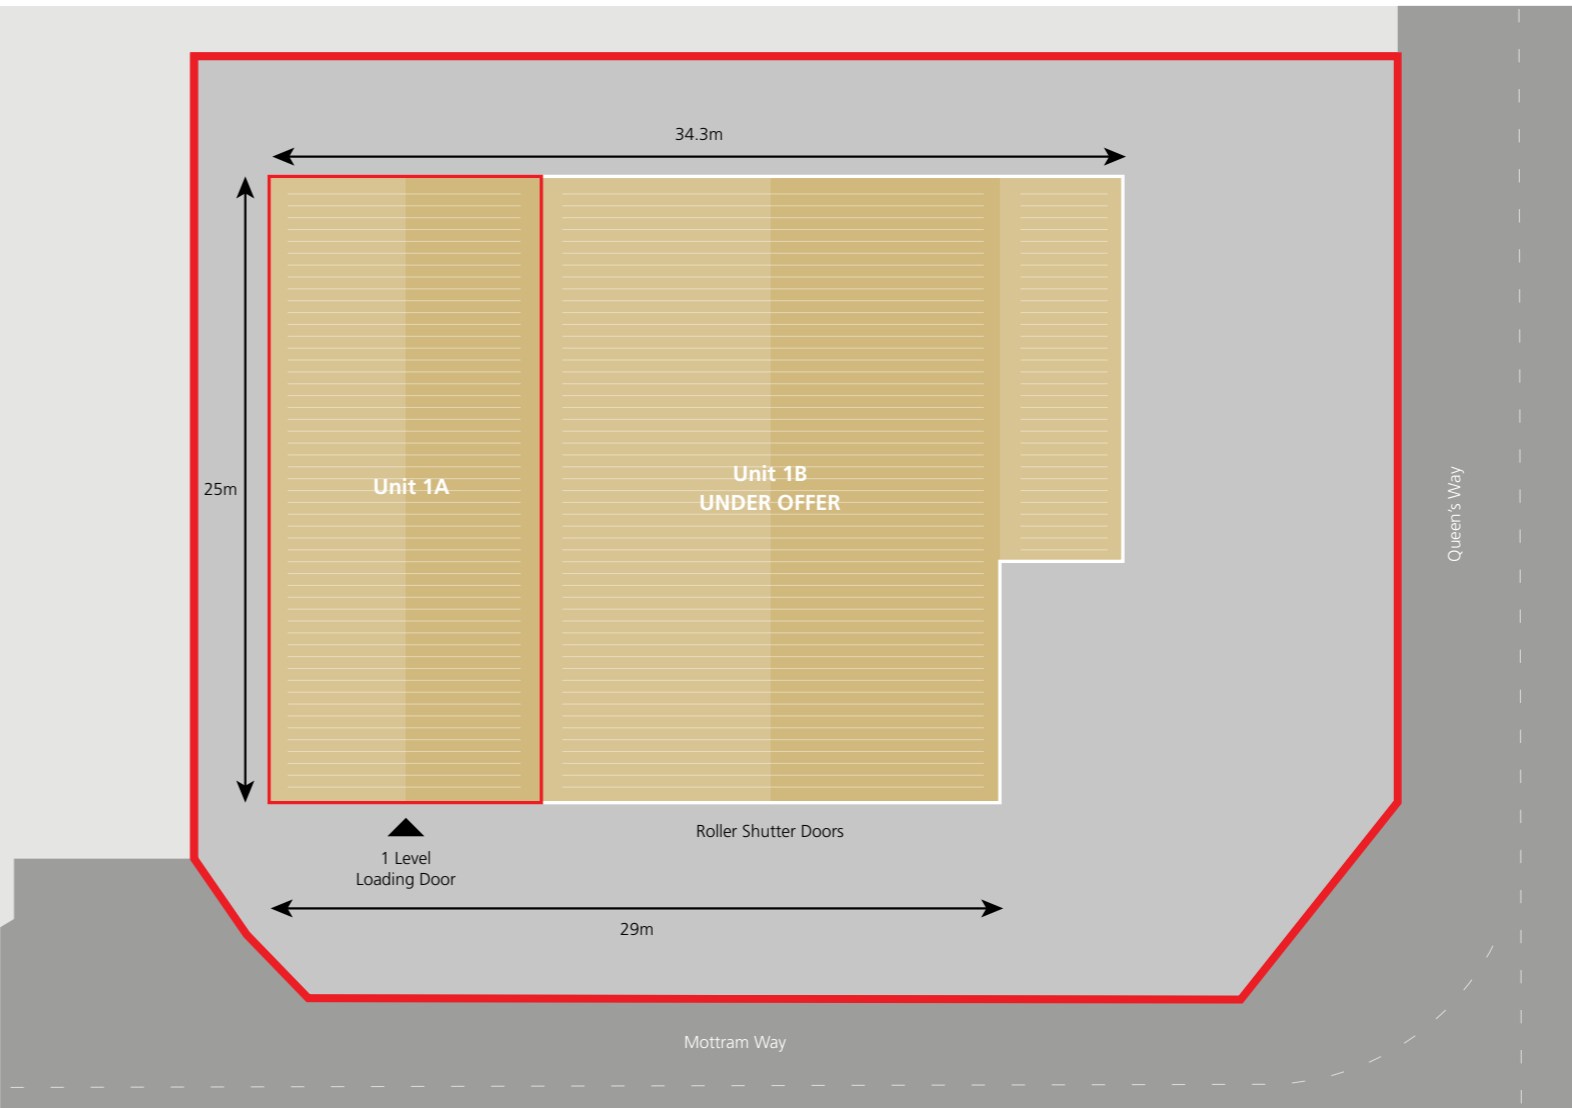 34.3m
25m
Unit 1A
Unit 1B
UNDER OFFER
Queen's Way
Roller Shutter Doors
1 Level
Loading Door
29m
Mottram Way